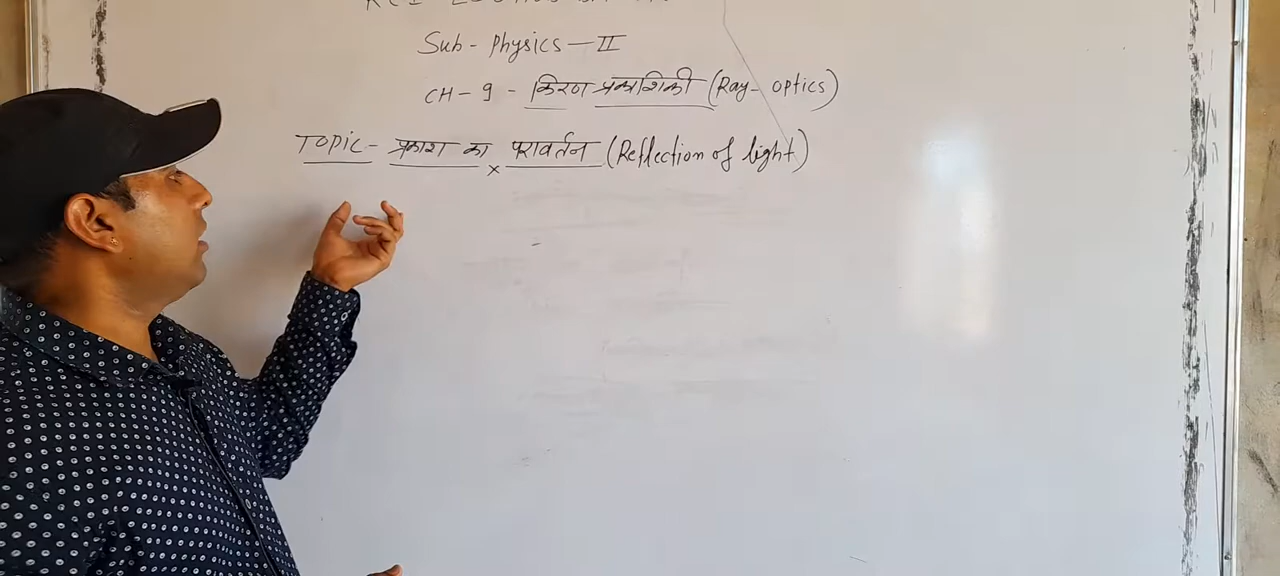 Sub- Physics-II
CH- 9 - किरण प्रकाशिकी (Ray- optics)
TOPIC- प्रकाश का परावर्तन (Reflection of light)